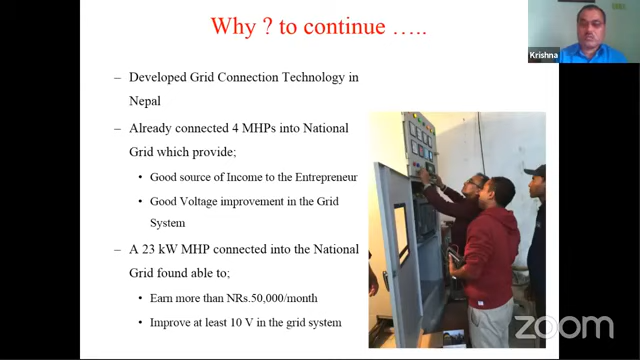 Why ? to continue …..
– Developed Grid Connection Technology in
Nepal
– Already connected 4 MHPs into National
Grid which provide;
• Good source of Income to the Entrepreneur
• Good Voltage improvement in the Grid
System
– A 23 kW MHP connected into the National
Grid found able to;
• Earn more than NRs.50,000/month
• Improve at least 10 V in the grid system
Krishna
zoom